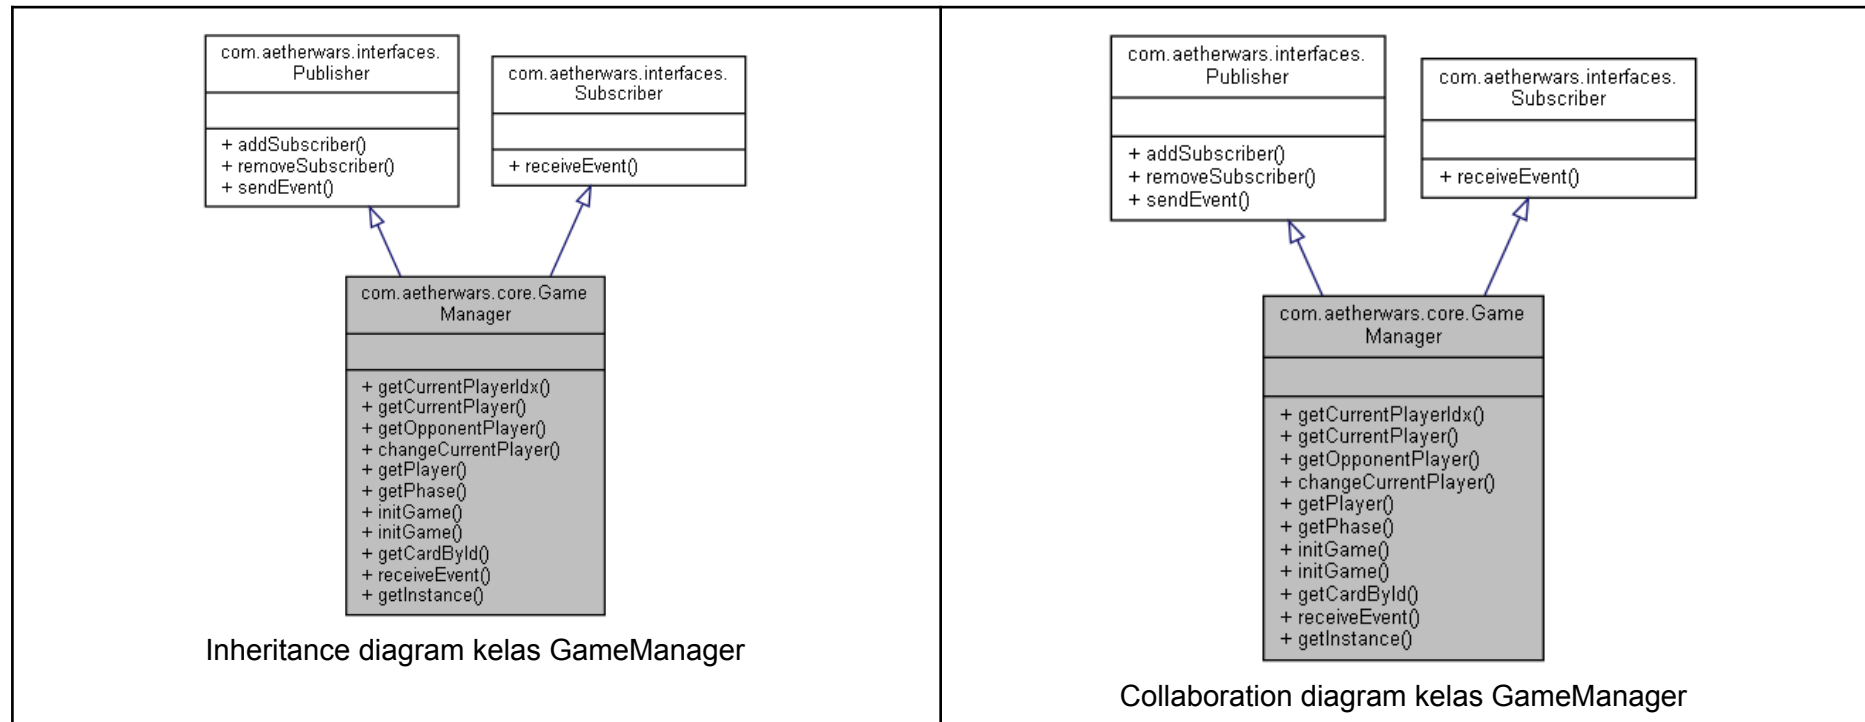 com.aetherwars.interfaces.
Publisher
+ addSubscriber()
+ removeSubscriber()
+ sendEvent()
com.aetherwars.interfaces.
Subscriber
+ receiveEvent()
com.aetherwars.core.Game
Manager
+ getCurrentPlayerIdx()
+ getCurrentPlayer()
+ getOpponentPlayer()
+ changeCurrentPlayer()
+ getPlayer()
+ getPhase()
+ initGame()
+ initGame()
+ getCardById()
+ receiveEvent()
+ getInstance()
Inheritance diagram kelas GameManager
com.aetherwars.interfaces.
Publisher
+ addSubscriber()
+ removeSubscriber()
+ sendEvent()
com.aetherwars.interfaces.
Subscriber
+ receiveEvent()
com.aetherwars.core.Game
Manager
+ getCurrentPlayerIdx()
+ getCurrentPlayer()
+ getOpponentPlayer()
+ changeCurrentPlayer()
+ getPlayer()
+ getPhase()
+ initGame()
+ initGame()
+ getCardById()
+ receiveEvent()
+ getInstance()
Collaboration diagram kelas GameManager